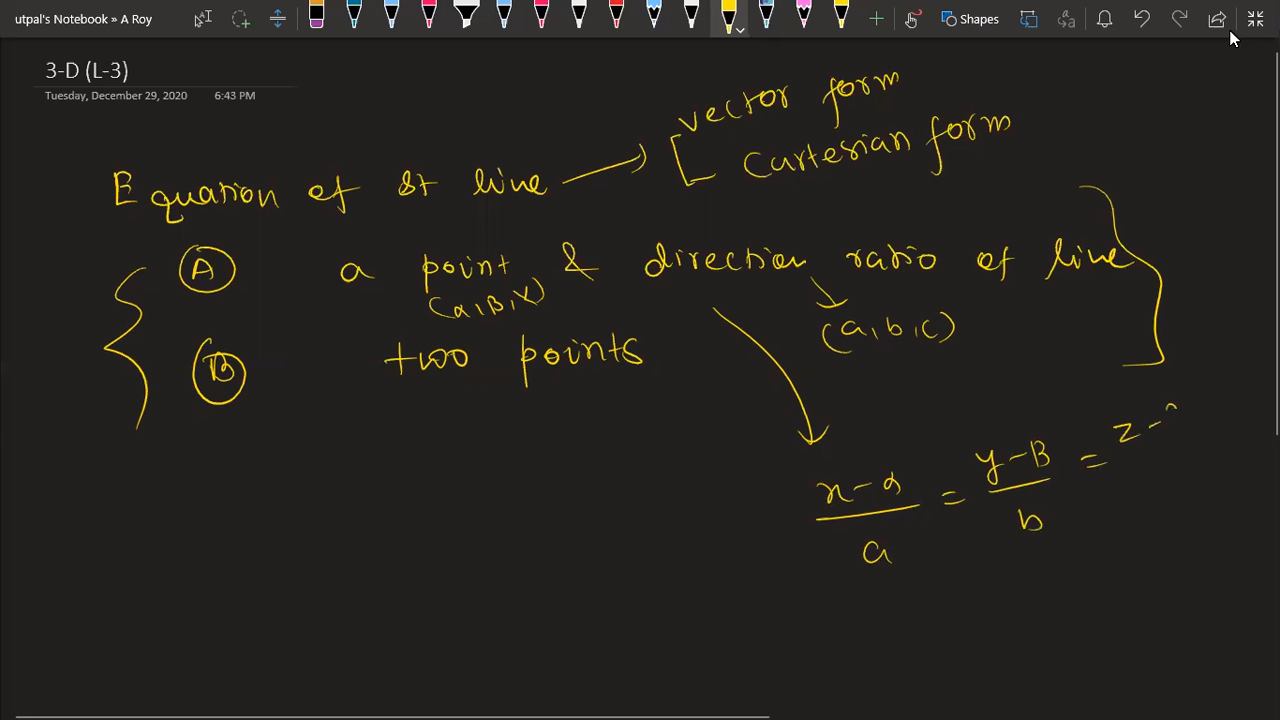 utpal's Notebook » A Roy
Shapes
3-D (L-3)
Tuesday, December 29, 2020 6:43 PM
vector form
Equation of st line → [ Cartesian form
(A) a point & direction ratio of line
(α, β, γ) (a, b, c)
(B) two points
x-α/a = y-β/b = z-